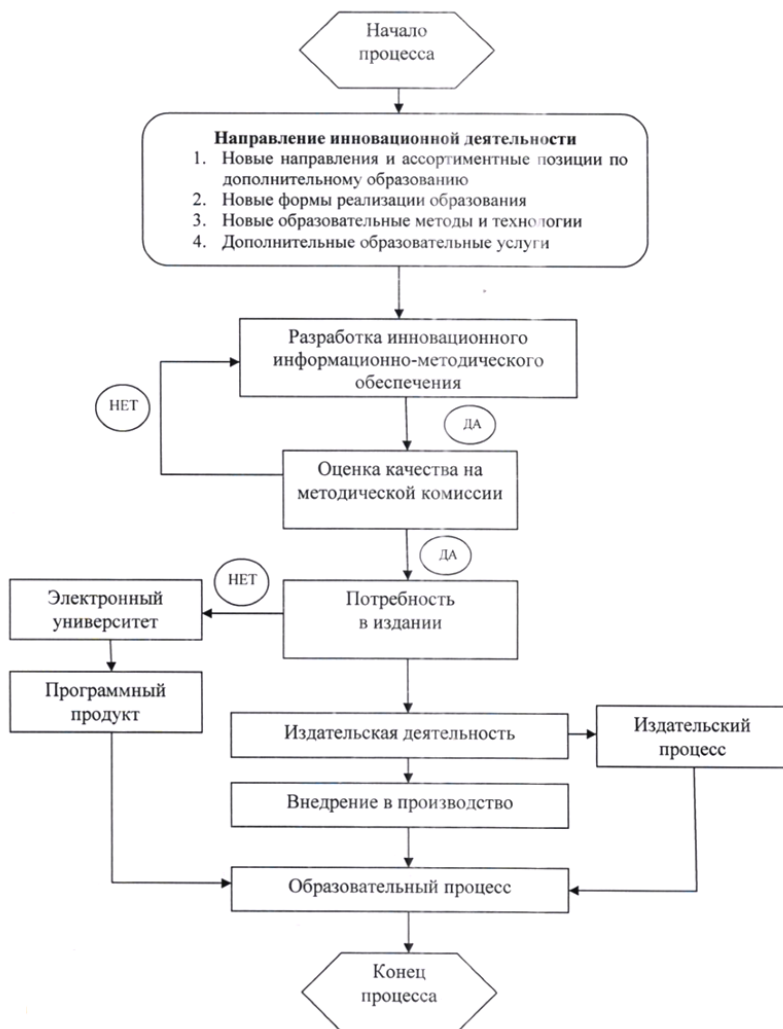 Начало
процесса
Направление инновационной деятельности
1. Новые направления и ассортиментные позиции по
дополнительному образованию
2. Новые формы реализации образования
3. Новые образовательные методы и технологии
4. Дополнительные образовательные услуги
Разработка инновационного
информационно-методического
обеспечения
НЕТ
ДА
Оценка качества на
методической комиссии
ДА
НЕТ
Электронный
университет
Потребность
в издании
Программный
продукт
Издательская деятельность
Издательский
процесс
Внедрение в производство
Образовательный процесс
Конец
процесса